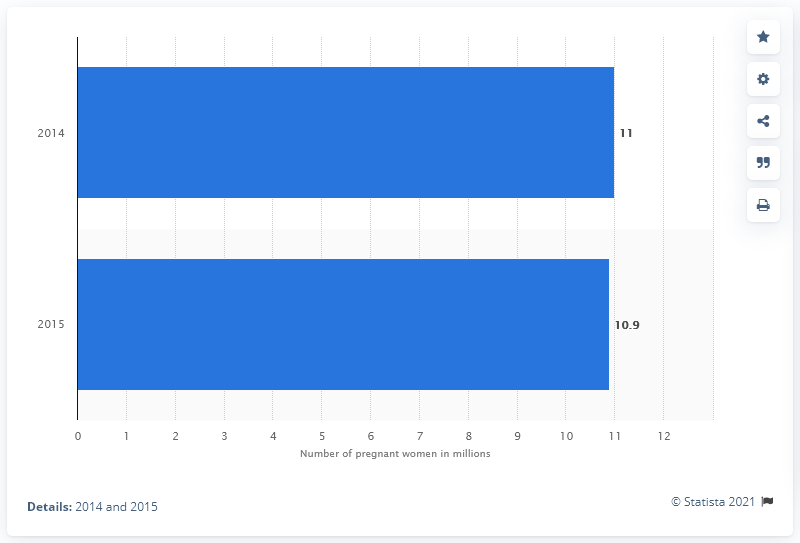 2014
11
2015
10.9
0 1 2 3 4 5 6 7 8 9 10 11 12
Number of pregnant women in millions
Details: 2014 and 2015
© Statista 2021